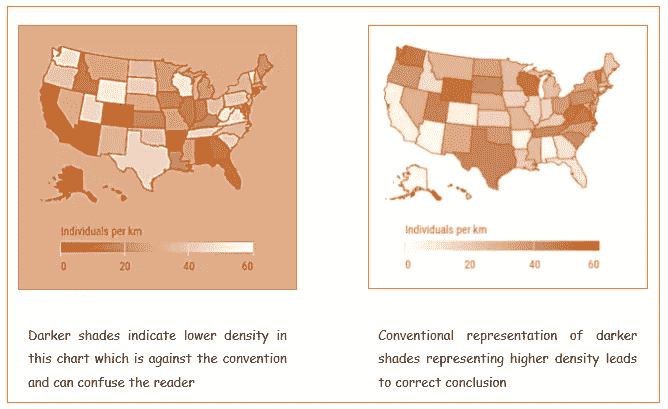 Individuals per km
0 20 40 60
Darker shades indicate lower density in
this chart which is against the convention
and can confuse the reader
Individuals per km
0 20 40 60
Conventional representation of darker
shades representing higher density leads
to correct conclusion